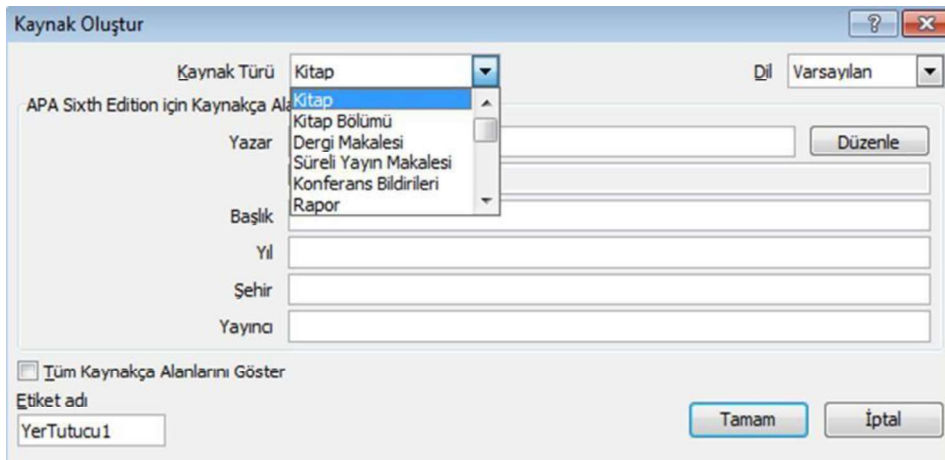 Kaynak Oluştur
Kaynak Türü Kitap Dil Varsayılan
APA Sixth Edition için Kaynakça Al
Kitap
Kitap Bölümü
Dergi Makalesi
Süreli Yayın Makalesi
Konferans Bildirileri
Rapor
Yazar Düzenle
Başlık
Yıl
Şehir
Yayıncı
Tüm Kaynakça Alanlarını Göster
Etiket adı
YerTutucu1
Tamam İptal